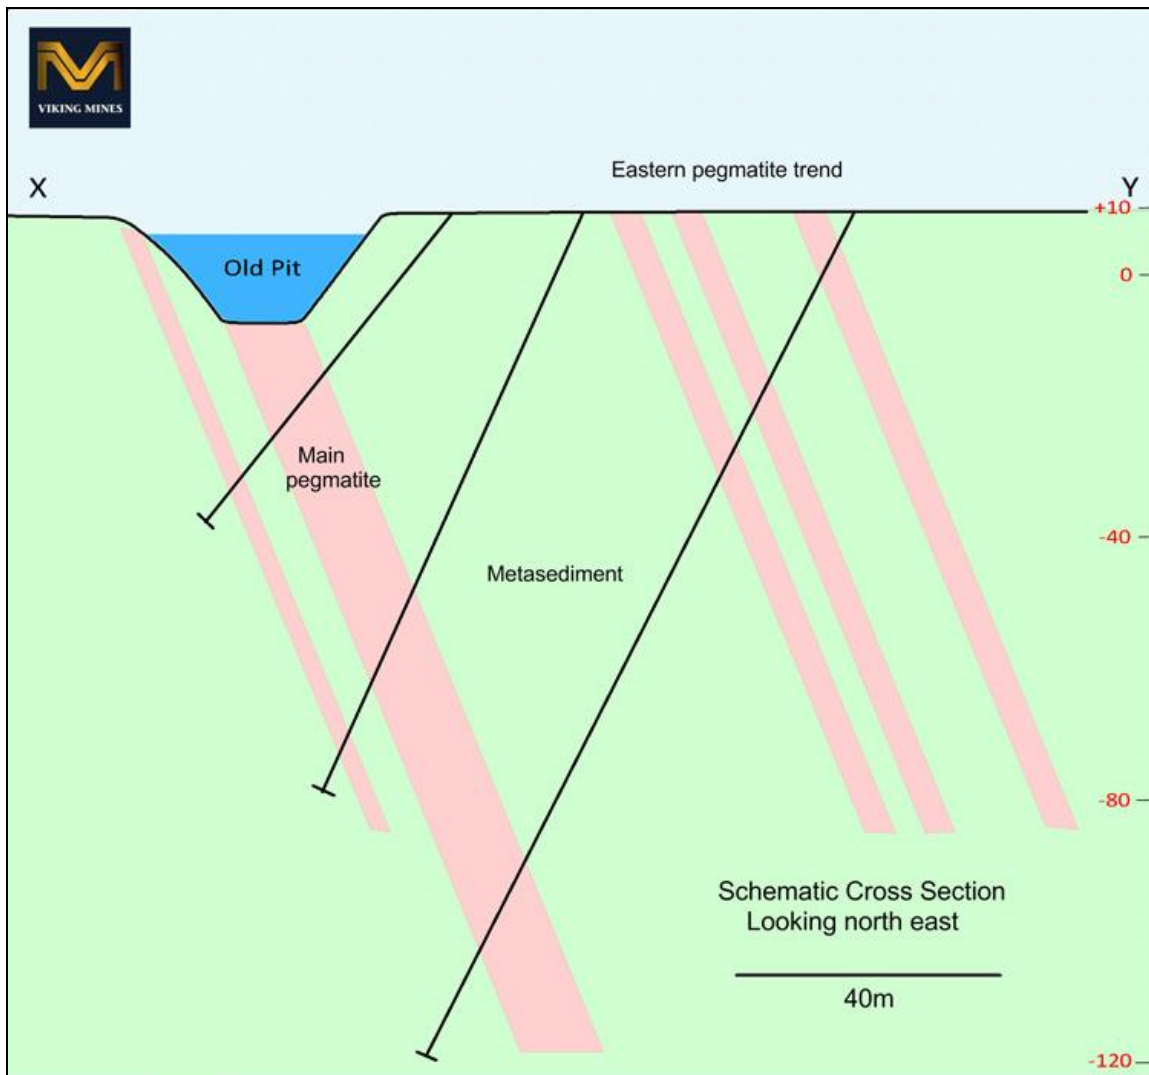 VIKING MINES
Eastern pegmatite trend
X
Y
+10
Old Pit
0
Main
pegmatite
-40
Metasediment
-80
Schematic Cross Section
Looking north east
40m
-120